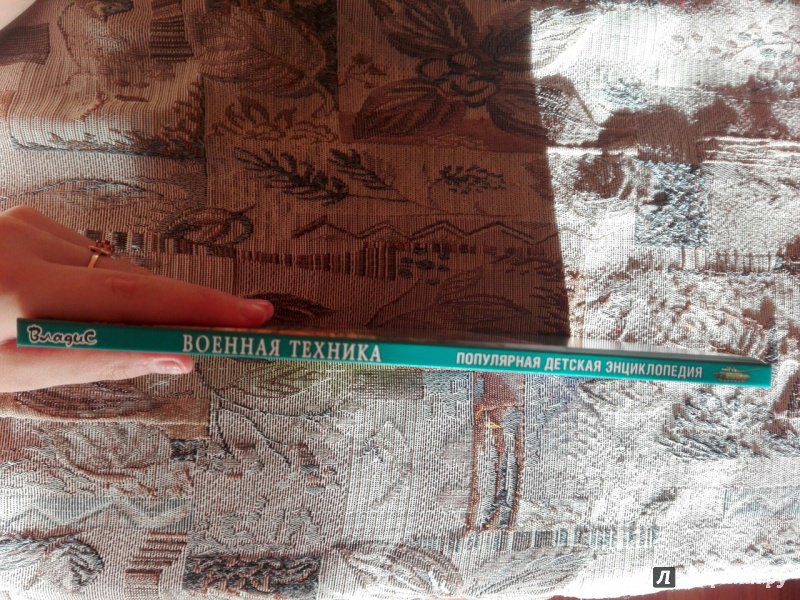 Владис ВОЕННАЯ ТЕХНИКА ПОПУЛЯРНАЯ ДЕТСКАЯ ЭНЦИКЛОПЕДИЯ
Л